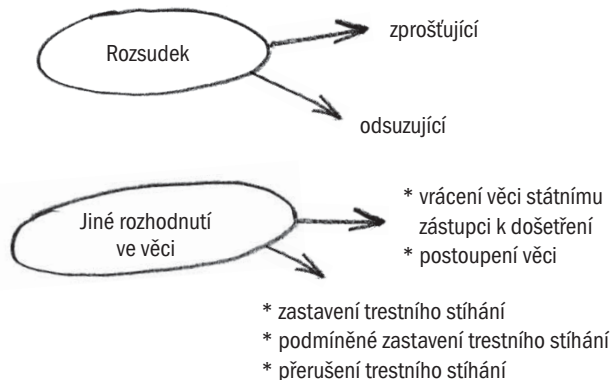 Rozsudek
zprošťující
odsuzující
Jiné rozhodnutí
ve věci
* vrácení věci státnímu
zástupci k došetření
* postoupení věci
* zastavení trestního stíhání
* podmíněné zastavení trestního stíhání
* přerušení trestního stíhání